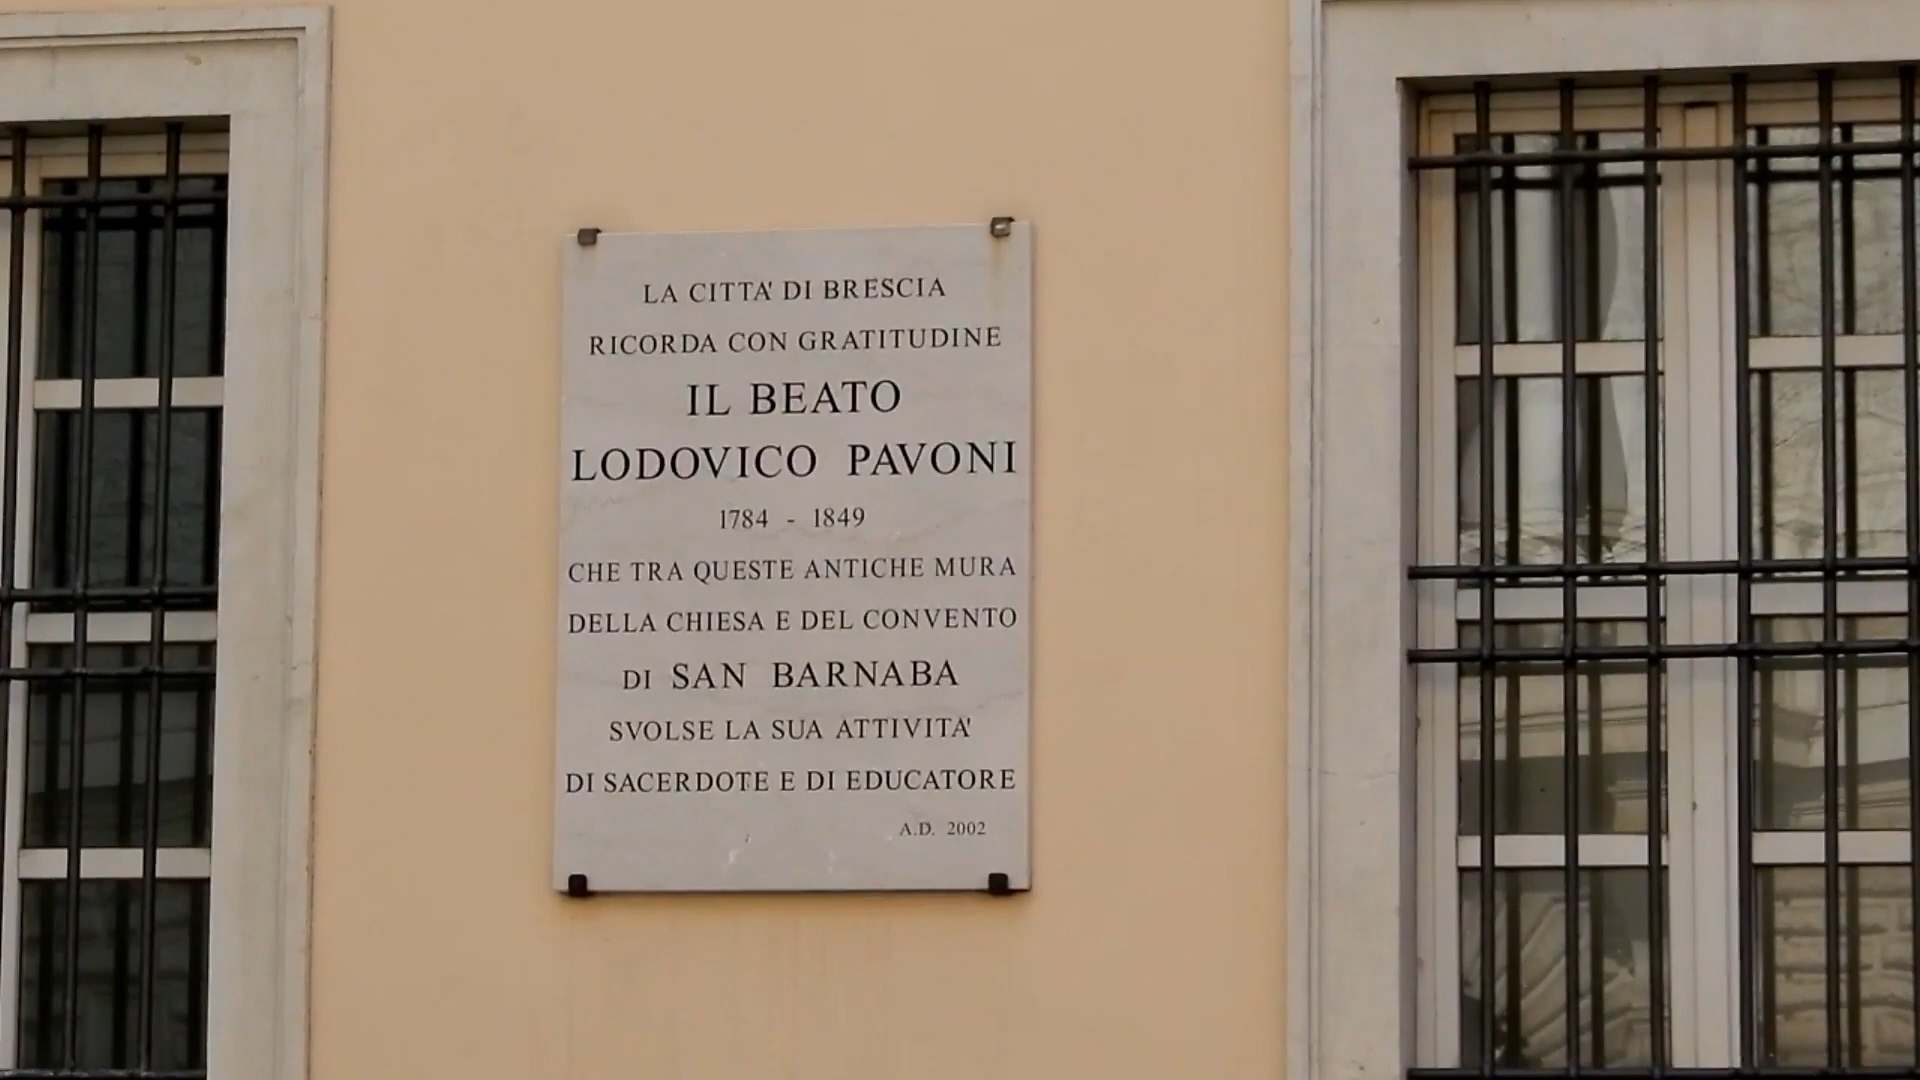 LA CITTA' DI BRESCIA
RICORDA CON GRATITUDINE
IL BEATO
LODOVICO PAVONI
1784 - 1849
CHE TRA QUESTE ANTICHE MURA
DELLA CHIESA E DEL CONVENTO
DI SAN BARNABA
SVOLSE LA SUA ATTIVITA'
DI SACERDOTE E DI EDUCATORE
A.D. 2002